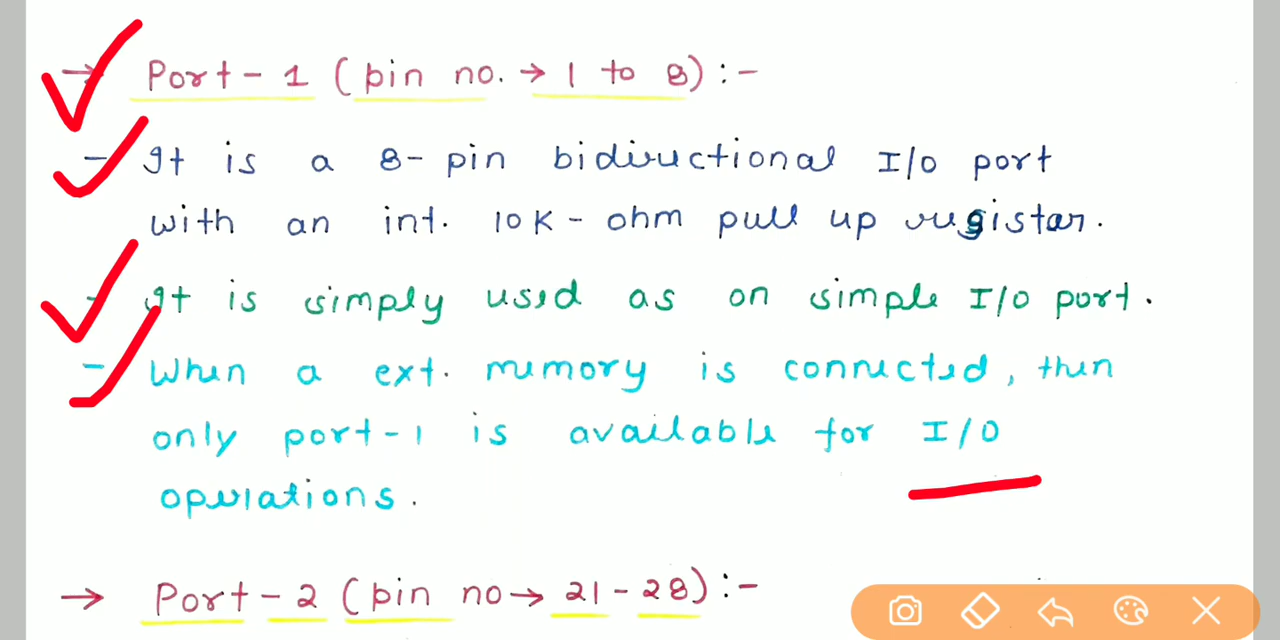 → Port-1 (pin no. → 1 to 8) :-
- It is a 8-pin bidirectional I/O port
with an int. 10K-ohm pull up registar.
- It is simply used as on simple I/O port.
- When a ext. memory is connected, then
only port-1 is available for I/O
operations.
→ Port-2 (pin no → 21-28) :-